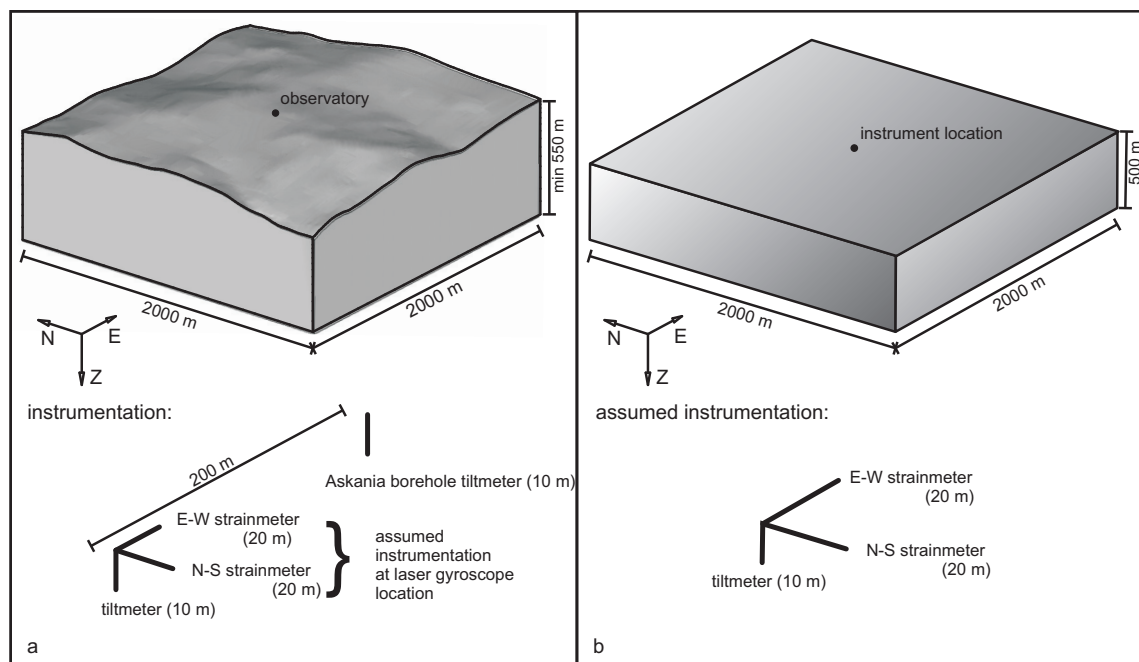 observatory
min 550 m
2000 m
2000 m
N
E
Z
instrumentation:
200 m
Askania borehole tiltmeter (10 m)
E-W strainmeter
(20 m)
N-S strainmeter
(20 m)
tiltmeter (10 m)
assumed
instrumentation
at laser gyroscope
location
a
instrument location
500 m
2000 m
2000 m
N
E
Z
assumed instrumentation:
E-W strainmeter
(20 m)
N-S strainmeter
(20 m)
tiltmeter (10 m)
b